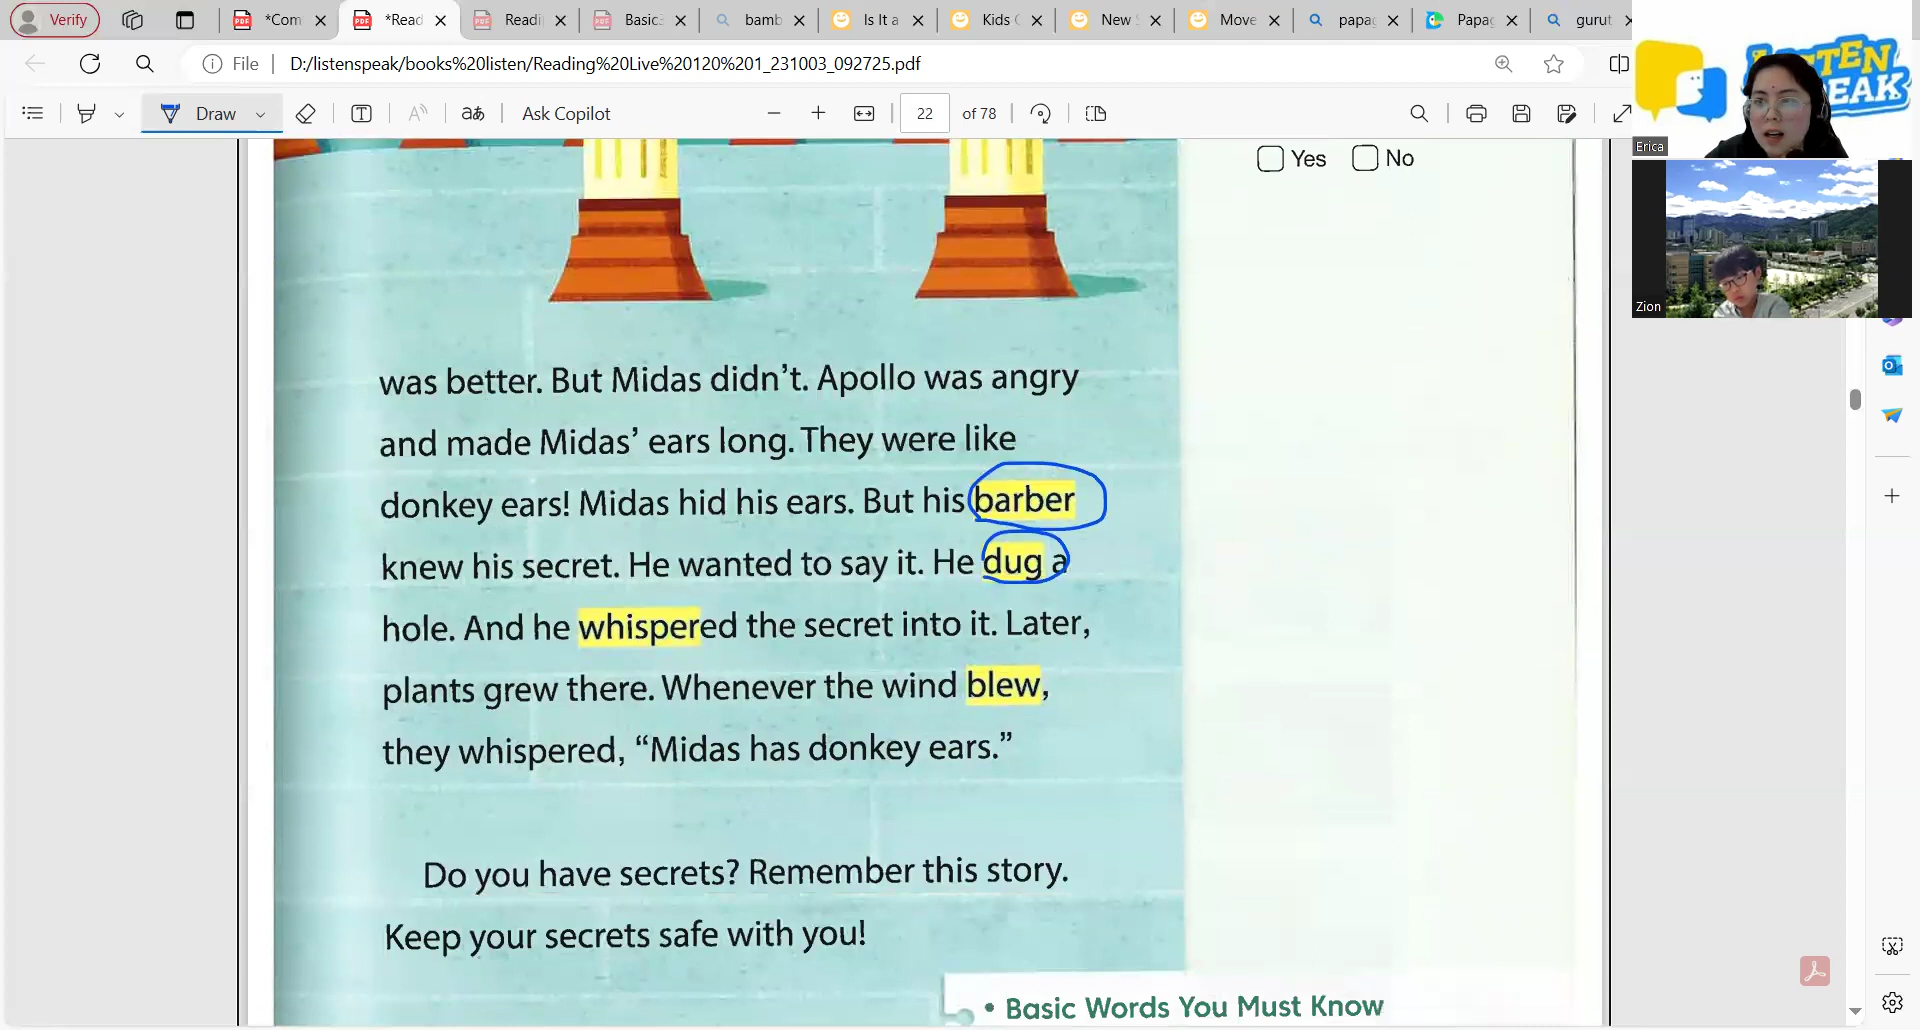 Verify
*Com
*Read
Readi
Basic
bamb
Is It a
Kids
New
Move
papa
Papa
gurut
File
D:/listenspeak/books%20listen/Reading%20Live%20120%201_231003_092725.pdf
Draw
Ask Copilot
22
of 78
Yes
No
LISTEN
EAK
Erica
Zion
was better. But Midas didn't. Apollo was angry
and made Midas' ears long. They were like
donkey ears! Midas hid his ears. But his barber
knew his secret. He wanted to say it. He dug a
hole. And he whispered the secret into it. Later,
plants grew there. Whenever the wind blew,
they whispered, “Midas has donkey ears.”
Do you have secrets? Remember this story.
Keep your secrets safe with you!
• Basic Words You Must Know